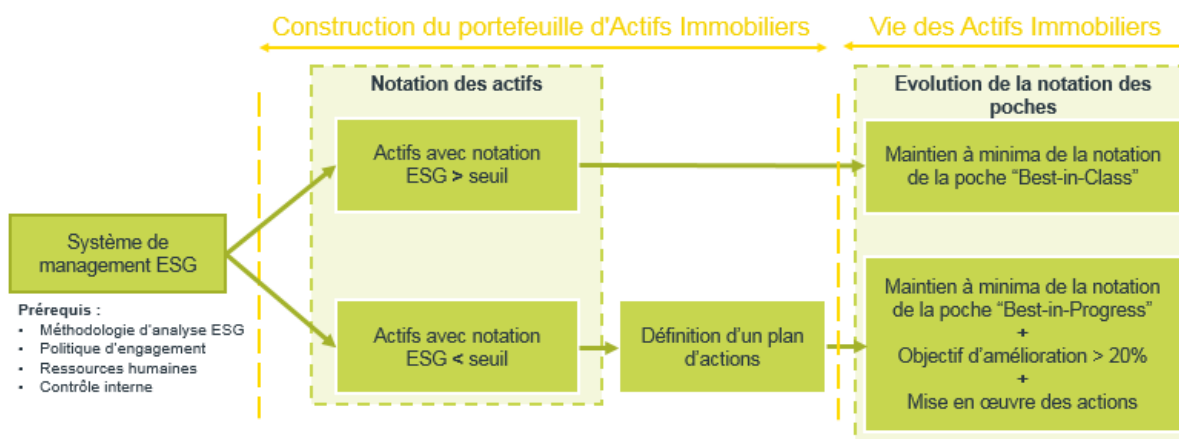 Construction du portefeuille d'Actifs Immobiliers
Vie des Actifs Immobiliers
Notation des actifs
Evolution de la notation des
poches
Actifs avec notation
ESG > seuil
Maintien à minima de la notation
de la poche “Best-in-Class”
Système de
management ESG
Prérequis :
• Méthodologie d'analyse ESG
• Politique d'engagement
• Ressources humaines
• Contrôle interne
Actifs avec notation
ESG < seuil
Définition d'un plan
d'actions
Maintien à minima de la notation
de la poche “Best-in-Progress”
+
Objectif d'amélioration > 20%
+
Mise en œuvre des actions